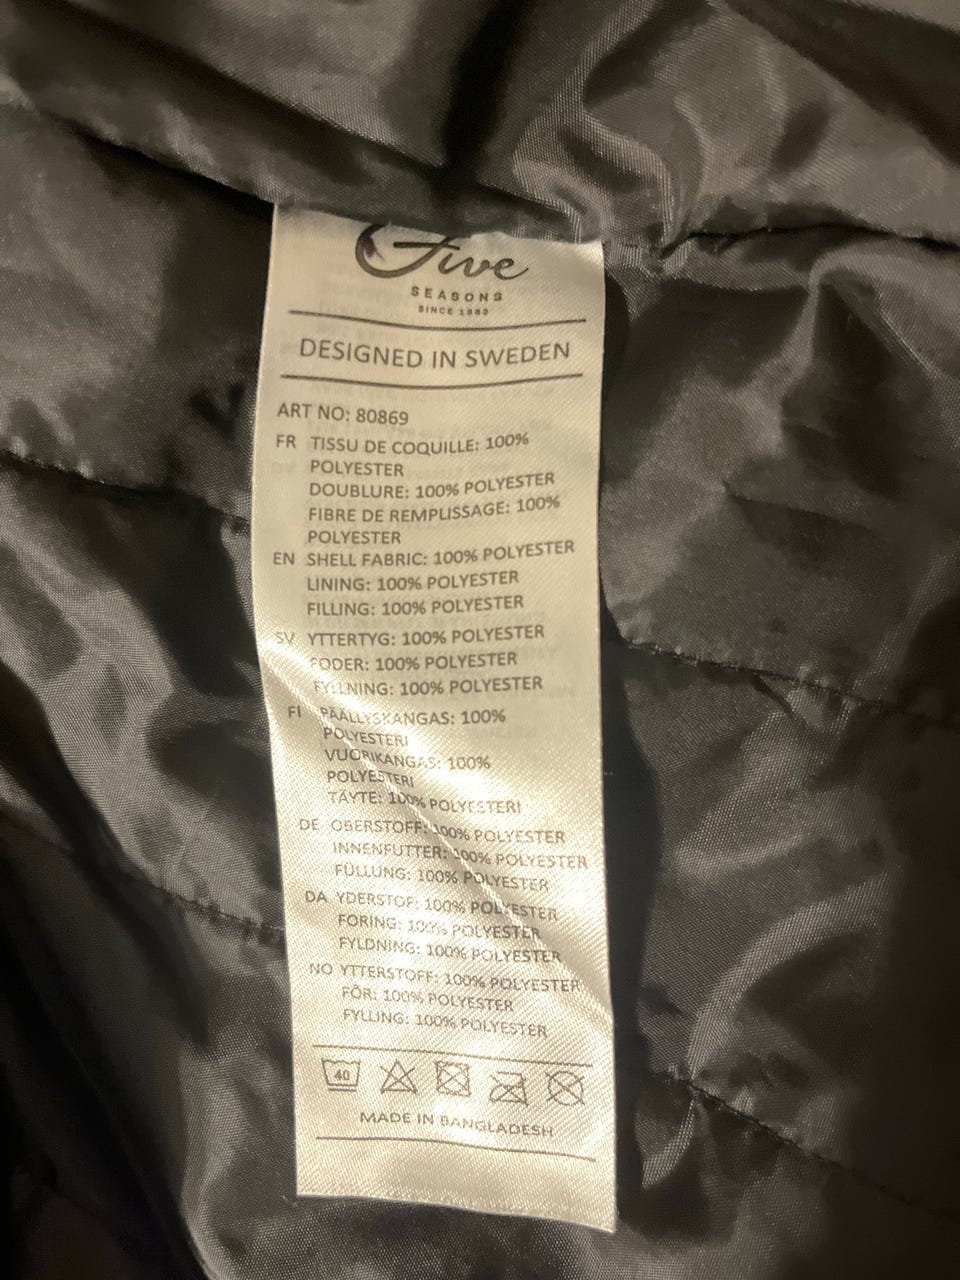 Five
SEASONS
SINCE 1983
DESIGNED IN SWEDEN
ART NO: 80869
FR TISSU DE COQUILLE: 100%
POLYESTER
DOUBLURE: 100% POLYESTER
FIBRE DE REMPLISSAGE: 100%
POLYESTER
EN SHELL FABRIC: 100% POLYESTER
LINING: 100% POLYESTER
FILLING: 100% POLYESTER
SV YTTERTYG: 100% POLYESTER
FODER: 100% POLYESTER
FYLLNING: 100% POLYESTER
FI PÄÄLLYSKANGAS: 100%
POLYESTERI
VUORIKANGAS: 100%
POLYESTERI
TÄYTE: 100% POLYESTERI
DE OBERSTOFF: 100% POLYESTER
INNENFUTTER: 100% POLYESTER
FÜLLUNG: 100% POLYESTER
DA YDERSTOF: 100% POLYESTER
FORING: 100% POLYESTER
FYLDNING: 100% POLYESTER
NO YTTERSTOFF: 100% POLYESTER
FÔR: 100% POLYESTER
FYLLING: 100% POLYESTER
40
MADE IN BANGLADESH